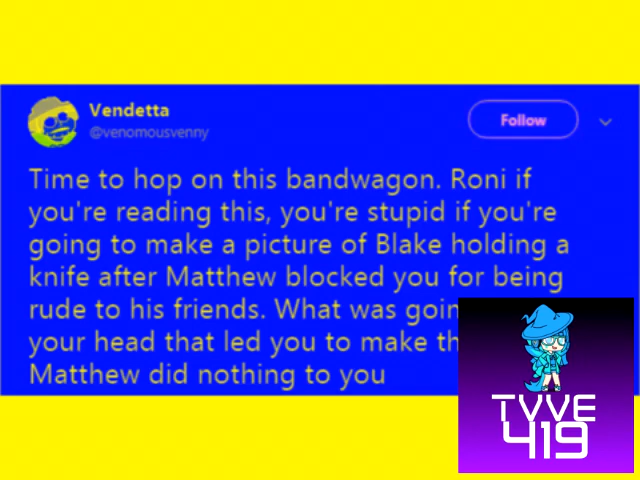 Vendetta
@venomousvenny
Follow
Time to hop on this bandwagon. Roni if
you're reading this, you're stupid if you're
going to make a picture of Blake holding a
knife after Matthew blocked you for being
rude to his friends. What was
your head that led you to make
Matthew did nothing to you
TVVE
419